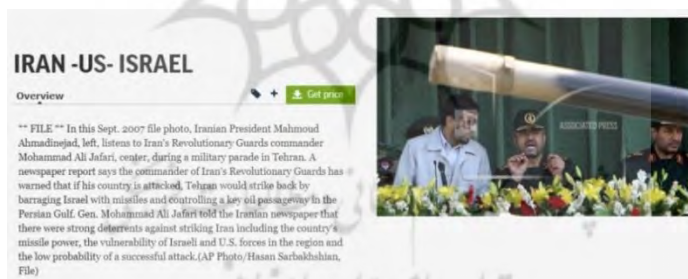 IRAN -US- ISRAEL
Overview
Get price
** FILE ** In this Sept. 2007 file photo, Iranian President Mahmoud
Ahmadinejad, left, listens to Iran's Revolutionary Guards commander
Mohammad Ali Jafari, center, during a military parade in Tehran. A
newspaper report says the commander of Iran's Revolutionary Guards has
warned that if his country is attacked, Tehran would strike back by
barraging Israel with missiles and controlling a key oil passageway in the
Persian Gulf. Gen. Mohammad Ali Jafari told the Iranian newspaper that
there were strong deterrents against striking Iran including the country's
missile power, the vulnerability of Israeli and U.S. forces in the region and
the low probability of a successful attack.(AP Photo/Hasan Sarbakhshian,
File)
ASSOCIATED PRESS